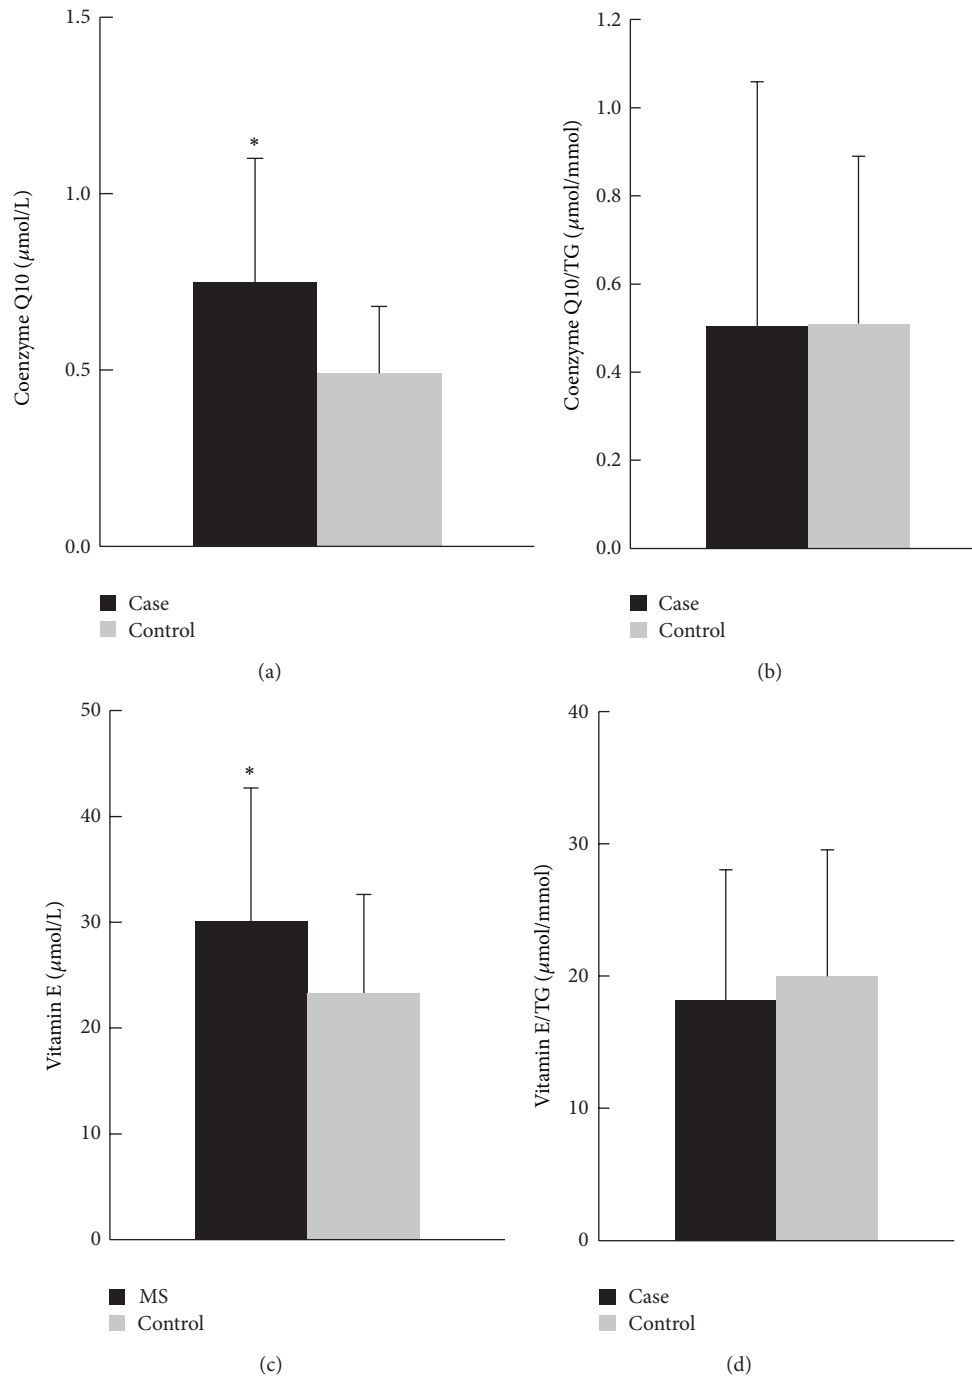 1.5
1.0
0.5
0.0
Coenzyme Q10 (μmol/L)
*
Case
Control
(a)
1.2
1.0
0.8
0.6
0.4
0.2
0.0
Coenzyme Q10/TG (μmol/mmol)
Case
Control
(b)
50
40
30
20
10
0
Vitamin E (μmol/L)
*
MS
Control
(c)
40
30
20
10
0
Vitamin E/TG (μmol/mmol)
Case
Control
(d)